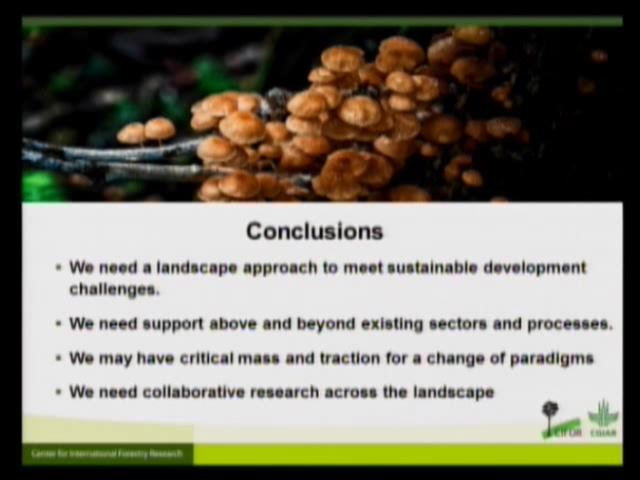 Conclusions
• We need a landscape approach to meet sustainable development
challenges.
• We need support above and beyond existing sectors and processes.
• We may have critical mass and traction for a change of paradigms
• We need collaborative research across the landscape
CIFOR CGIAR
Center for International Forestry Research